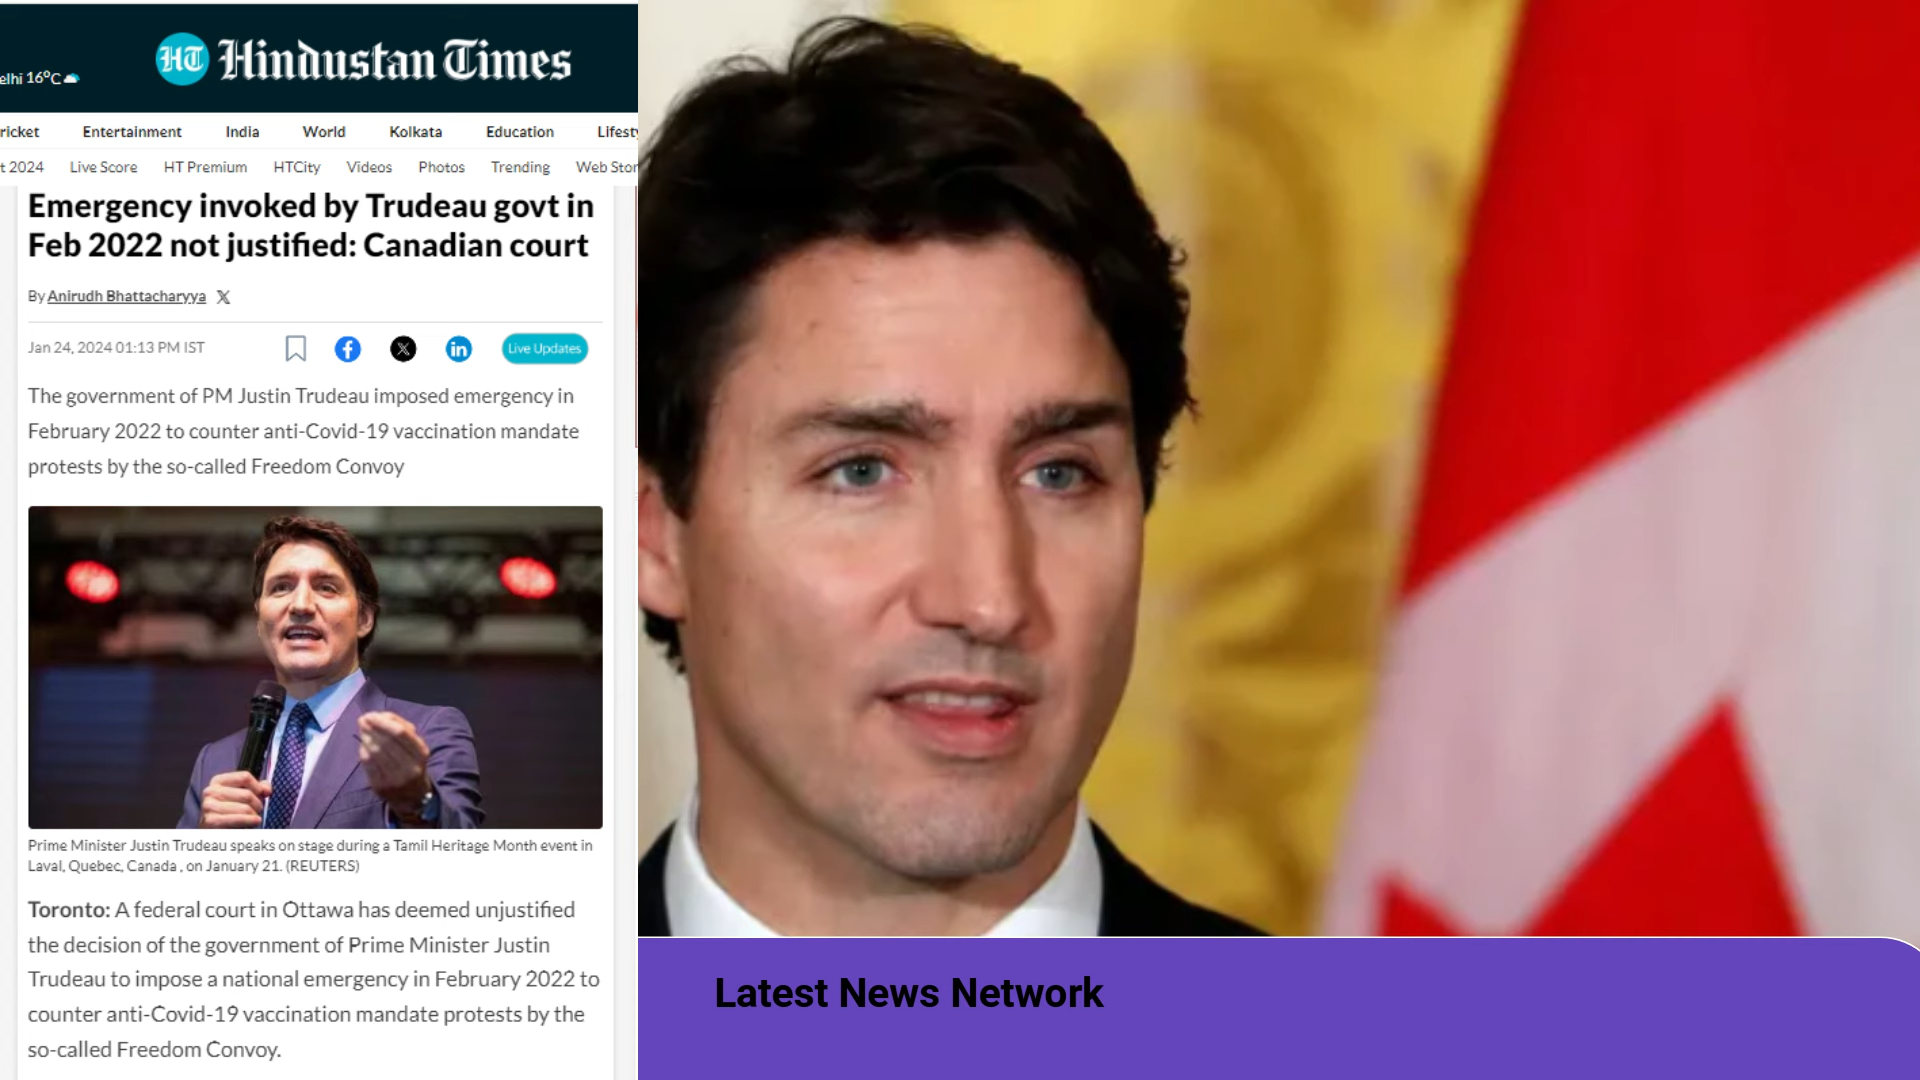 HT Hindustan Times
elhi 16°C
ricket Entertainment India World Kolkata Education Lifest
t 2024 Live Score HT Premium HTCity Videos Photos Trending Web Stor
Emergency invoked by Trudeau govt in
Feb 2022 not justified: Canadian court
By Anirudh Bhattacharyya X
Jan 24, 2024 01:13 PM IST f X in Live Updates
The government of PM Justin Trudeau imposed emergency in
February 2022 to counter anti-Covid-19 vaccination mandate
protests by the so-called Freedom Convoy
Prime Minister Justin Trudeau speaks on stage during a Tamil Heritage Month event in
Laval, Quebec, Canada , on January 21. (REUTERS)
Toronto: A federal court in Ottawa has deemed unjustified
the decision of the government of Prime Minister Justin
Trudeau to impose a national emergency in February 2022 to
counter anti-Covid-19 vaccination mandate protests by the
so-called Freedom Convoy.
Latest News Network